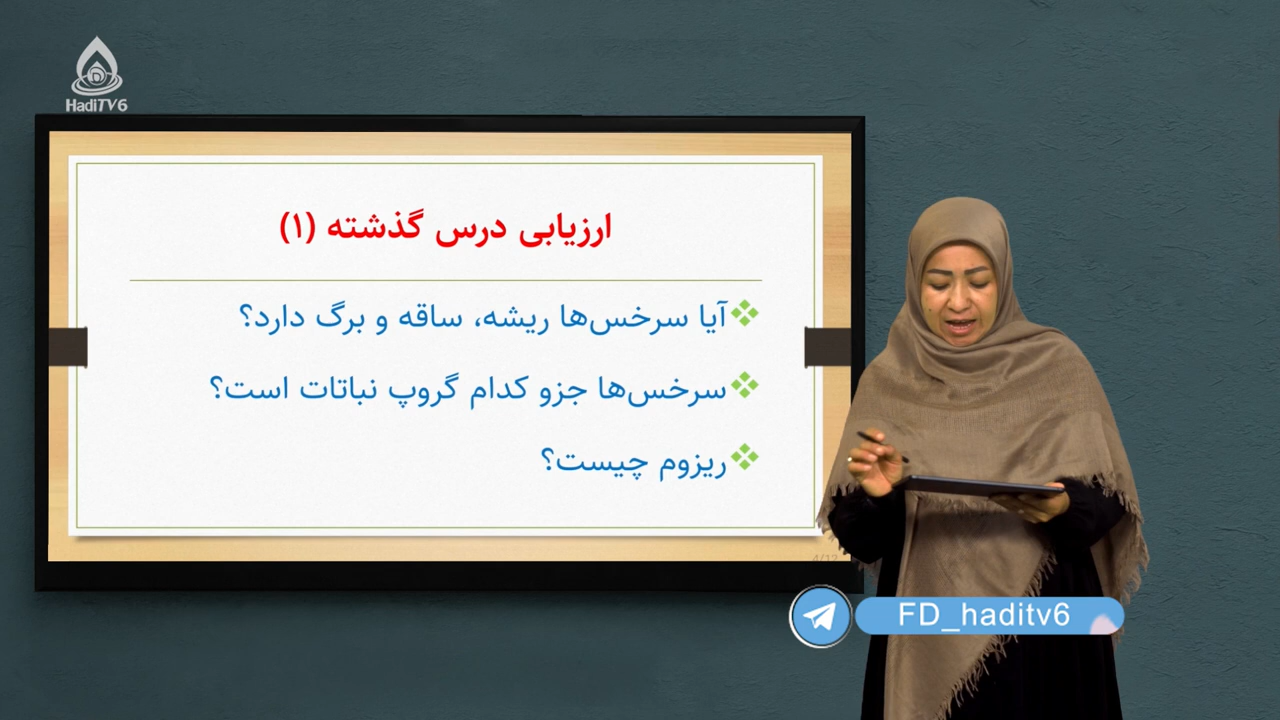 HadiTV6
ارزیابی درس گذشته (۱)
آیا سرخس‌ها ریشه، ساقه و برگ دارد؟
سرخس‌ها جزو کدام گروپ نباتات است؟
ریزوم چیست؟
FD_haditv6